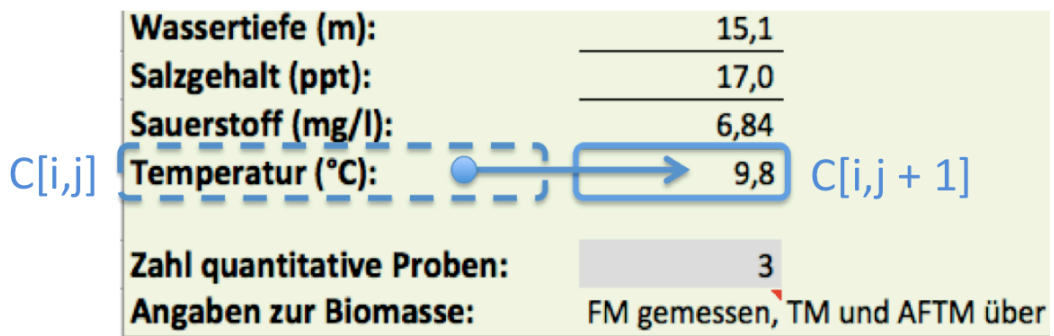 Wassertiefe (m): 15,1
Salzgehalt (ppt): 17,0
Sauerstoff (mg/l): 6,84
C[i,j] Temperatur (°C): 9,8 C[i,j + 1]
Zahl quantitative Proben: 3
Angaben zur Biomasse: FM gemessen, TM und AFTM über